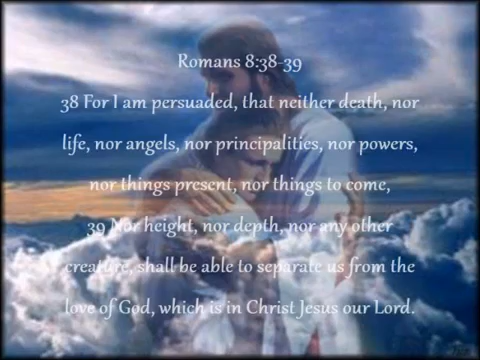 Romans 8:38-39
38 For I am persuaded, that neither death, nor
life, nor angels, nor principalities, nor powers,
nor things present, nor things to come,
39 Nor height, nor depth, nor any other
creature, shall be able to separate us from the
love of God, which is in Christ Jesus our Lord.